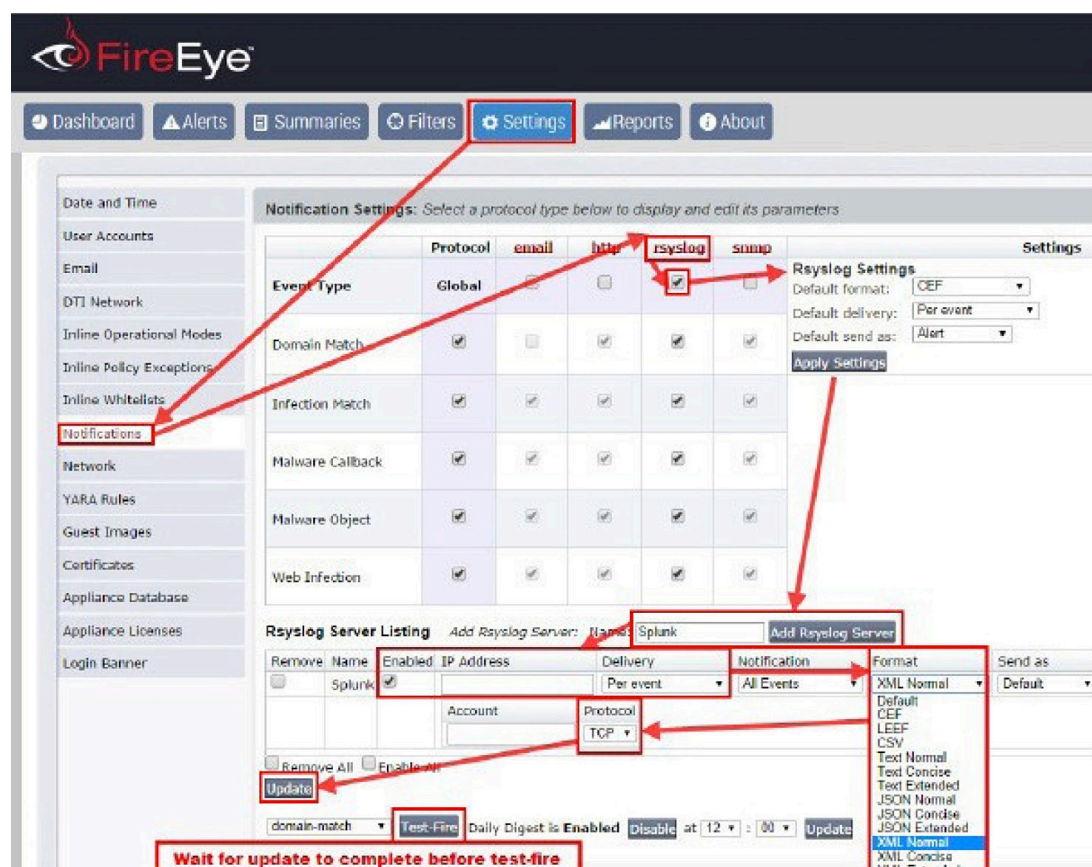 FireEye™
Dashboard Alerts Summaries Filters Settings Reports About
Date and Time
User Accounts
Email
DTI Network
Inline Operational Modes
Inline Policy Exceptions
Inline Whitelists
Notifications
Network
YARA Rules
Guest Images
Certificates
Appliance Database
Appliance Licenses
Login Banner
Notification Settings: Select a protocol type below to display and edit its parameters
Protocol email http rsyslog snmp Settings
Event Type Global
Rsyslog Settings
Default format: CEF
Default delivery: Per event
Default send as: Alert
Apply Settings
Domain Match
Infection Match
Malware Callback
Malware Object
Web Infection
Rsyslog Server Listing Add Rsyslog Server: Name: Splunk Add Rsyslog Server
Remove Name Enabled IP Address Delivery Notification Format Send as
Splunk Per event All Events XML Normal Default
Account Protocol
TCP
Default
CEF
LEEF
CSV
Text Normal
Text Concise
Text Extended
JSON Normal
JSON Concise
JSON Extended
XML Normal
XML Concise
Remove All Enable All
Update
domain-match Test-Fire Daily Digest is Enabled Disable at 12 : 00 Update
Wait for update to complete before test-fire